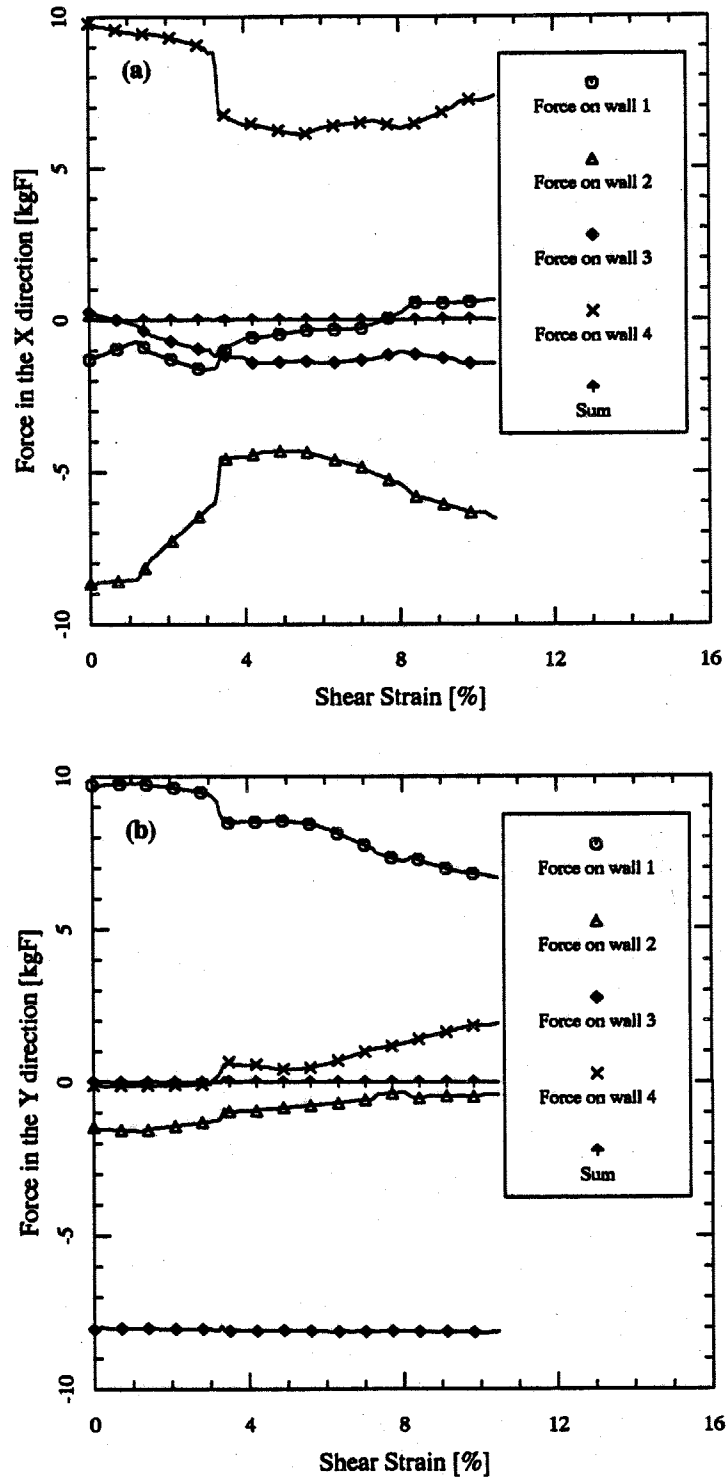 10
(a)
5
0
-5
-10
Force in the X direction [kgF]
Force on wall 1
Force on wall 2
Force on wall 3
Force on wall 4
Sum
0 4 8 12 16
Shear Strain [%]
10
(b)
5
0
-5
-10
Force in the Y direction [kgF]
Force on wall 1
Force on wall 2
Force on wall 3
Force on wall 4
Sum
0 4 8 12 16
Shear Strain [%]